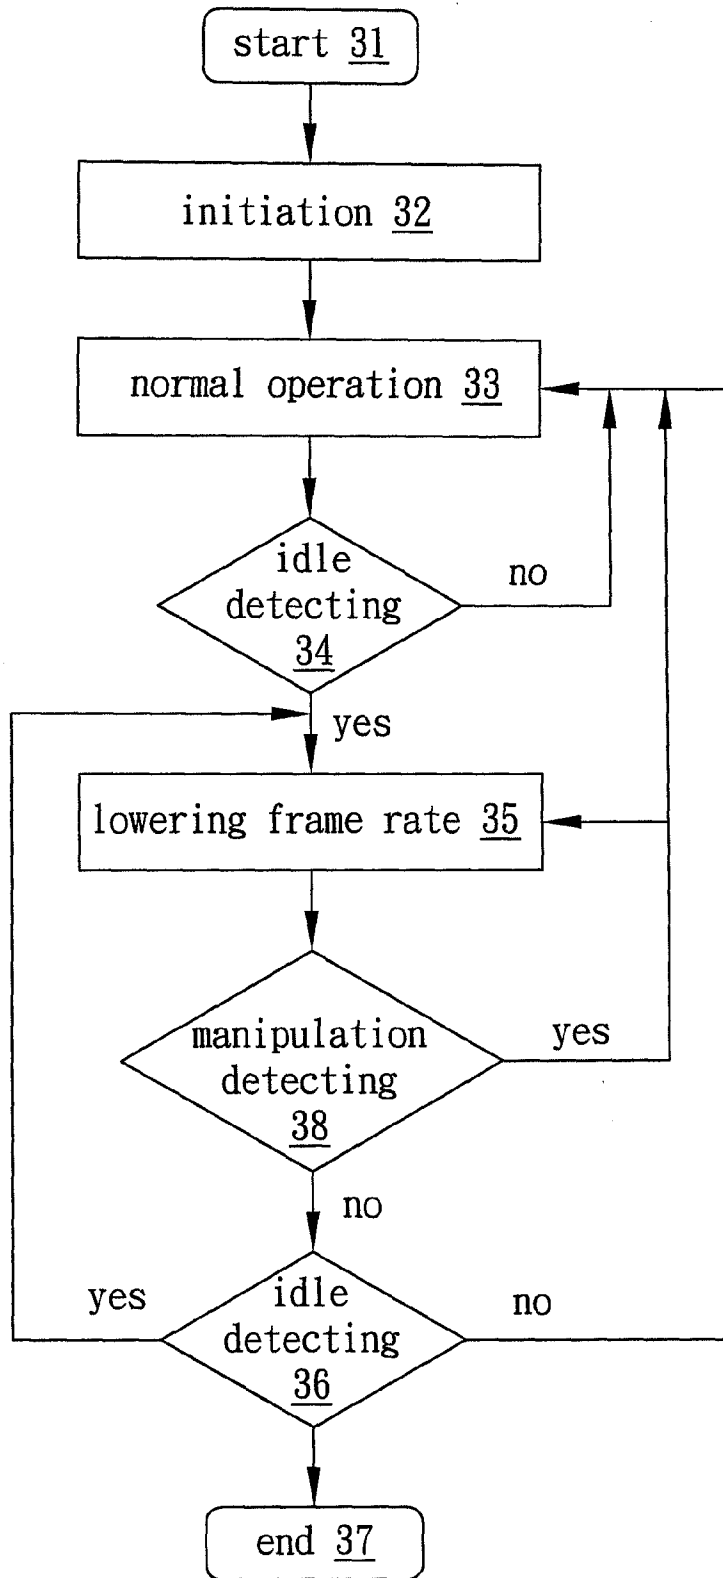 start 31
initiation 32
normal operation 33
idle
detecting
34
no
yes
lowering frame rate 35
manipulation
detecting
38
yes
no
yes
idle
detecting
36
no
end 37